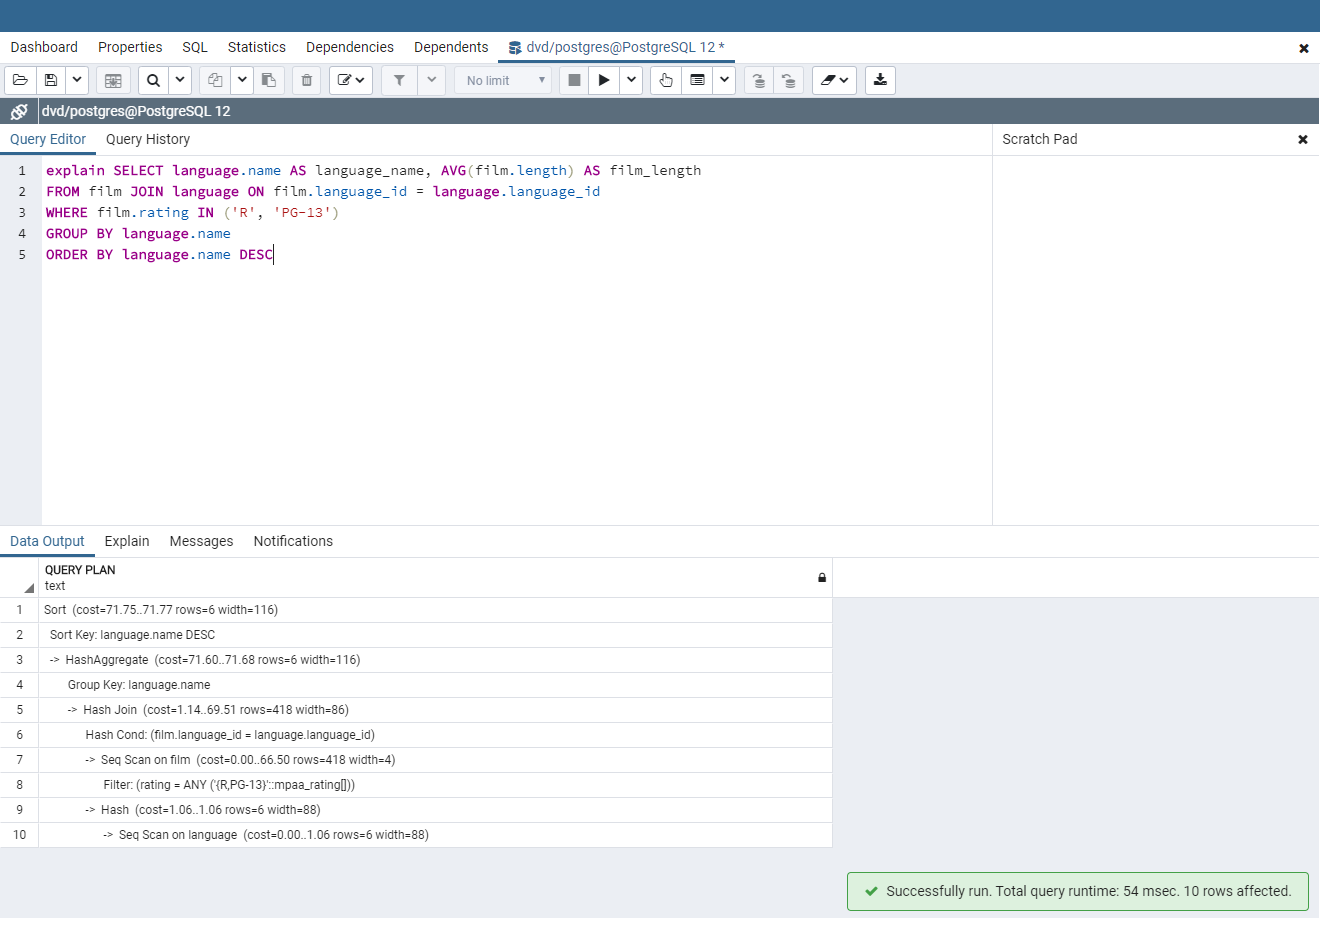 Dashboard Properties SQL Statistics Dependencies Dependents dvd/postgres@PostgreSQL 12 *
No limit
dvd/postgres@PostgreSQL 12
Query Editor Query History Scratch Pad
1 explain SELECT language.name AS language_name, AVG(film.length) AS film_length
2 FROM film JOIN language ON film.language_id = language.language_id
3 WHERE film.rating IN ('R', 'PG-13')
4 GROUP BY language.name
5 ORDER BY language.name DESC
Data Output Explain Messages Notifications
QUERY PLAN
text
1 Sort (cost=71.75..71.77 rows=6 width=116)
2 Sort Key: language.name DESC
3 -> HashAggregate (cost=71.60..71.68 rows=6 width=116)
4 Group Key: language.name
5 -> Hash Join (cost=1.14..69.51 rows=418 width=86)
6 Hash Cond: (film.language_id = language.language_id)
7 -> Seq Scan on film (cost=0.00..66.50 rows=418 width=4)
8 Filter: (rating = ANY ('{R,PG-13}'::mpaa_rating[]))
9 -> Hash (cost=1.06..1.06 rows=6 width=88)
10 -> Seq Scan on language (cost=0.00..1.06 rows=6 width=88)
Successfully run. Total query runtime: 54 msec. 10 rows affected.